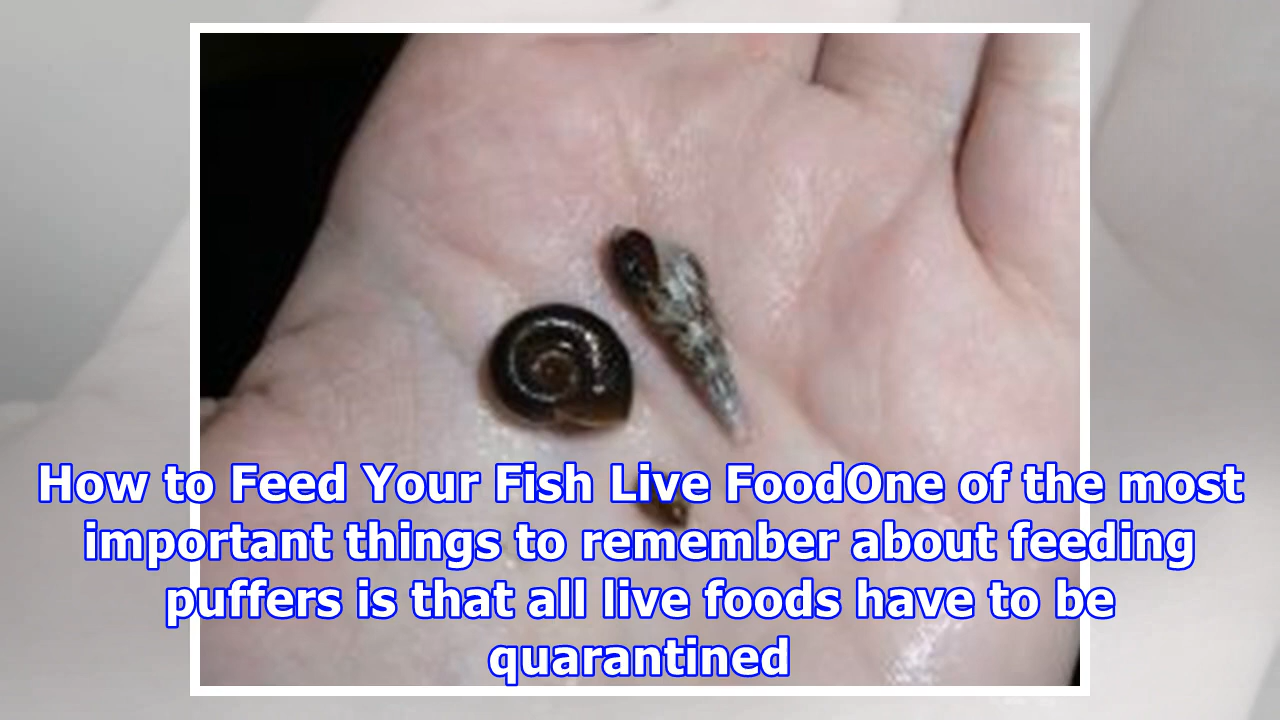 How to Feed Your Fish Live FoodOne of the most
important things to remember about feeding
puffers is that all live foods have to be
quarantined